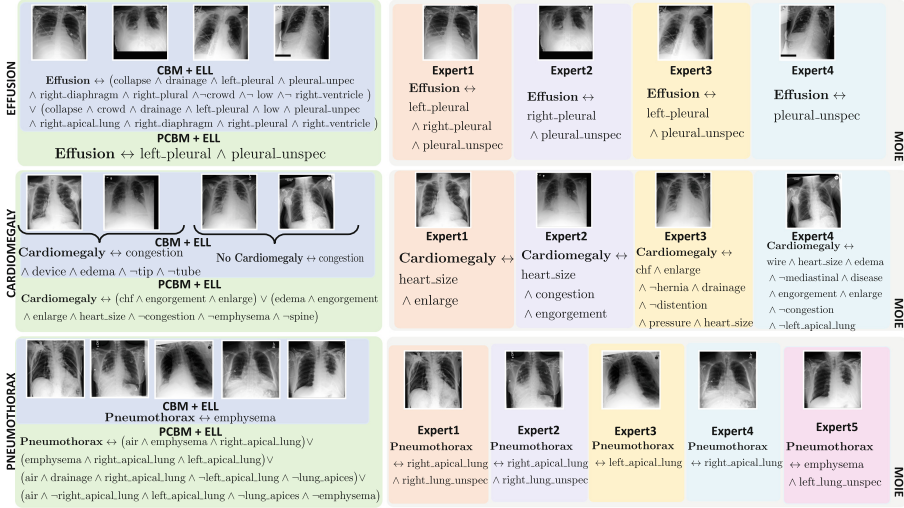 EFFUSION
CBM + ELL
Effusion ↔ (collapse ∧ drainage ∧ left_pleural ∧ pleural_unpec
∧ right_diaphragm ∧ right_plural ∧¬crowd ∧¬ low ∧¬ right_ventricle )
∨ (collapse ∧ crowd ∧ drainage ∧ left_pleural ∧ low ∧ pleural_unspec
∧ right_apical_lung ∧ right_diaphragm ∧ right_pleural ∧ right_ventricle )
PCBM + ELL
Effusion ↔ left_pleural ∧ pleural_unspec
Expert1
Effusion ↔
left_pleural
∧ right_pleural
∧ pleural_unspec
Expert2
Effusion ↔
right_pleural
∧ pleural_unspec
Expert3
Effusion ↔
left_pleural
∧ pleural_unspec
Expert4
Effusion ↔
pleural_unspec
MOIE
CARDIOMEGALY
CBM + ELL
Cardiomegaly ↔ congestion
∧ device ∧ edema ∧ ¬tip ∧ ¬tube
No Cardiomegaly ↔ congestion
PCBM + ELL
Cardiomegaly ↔ (chf ∧ engorgement ∧ enlarge) ∨ (edema ∧ engorgement
∧ enlarge ∧ heart_size ∧ ¬congestion ∧ ¬emphysema ∧ ¬spine)
Expert1
Cardiomegaly ↔
heart_size
∧ enlarge
Expert2
Cardiomegaly ↔
heart_size
∧ congestion
∧ engorgement
Expert3
Cardiomegaly ↔
chf ∧ enlarge
∧ ¬hernia ∧ drainage
∧ ¬distention
∧ pressure ∧ heart_size
Expert4
Cardiomegaly ↔
wire ∧ heart_size ∧ edema
∧ ¬mediastinal ∧ disease
∧ engorgement ∧ enlarge
∧ ¬congestion
∧ ¬left_apical_lung
MOIE
PNEUMOTHORAX
CBM + ELL
Pneumothorax ↔ emphysema
PCBM + ELL
Pneumothorax ↔ (air ∧ emphysema ∧ right_apical_lung)∨
(emphysema ∧ right_apical_lung ∧ left_apical_lung)∨
(air ∧ drainage ∧ right_apical_lung ∧ ¬left_apical_lung ∧ ¬lung_apices)∨
(air ∧ ¬right_apical_lung ∧ left_apical_lung ∧ ¬lung_apices ∧ ¬emphysema)
Expert1
Pneumothorax
↔ right_apical_lung
∧ right_lung_unspec
Expert2
Pneumothorax
↔ right_apical_lung
∧ right_lung_unspec
Expert3
Pneumothorax
↔ left_apical_lung
Expert4
Pneumothorax
↔ right_apical_lung
Expert5
Pneumothorax
↔ emphysema
∧ left_lung_unspec
MOIE